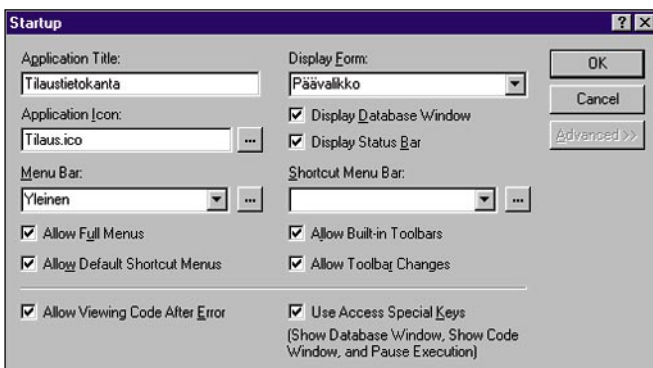 Startup
Application Title:
Tilaustietokanta
Application Icon:
Tilaus.ico
...
Menu Bar:
Yleinen
...
Allow Full Menus
Allow Default Shortcut Menus
Display Form:
Päävalikko
Display Database Window
Display Status Bar
Shortcut Menu Bar:
...
Allow Built-in Toolbars
Allow Toolbar Changes
Allow Viewing Code After Error
Use Access Special Keys
(Show Database Window, Show Code
Window, and Pause Execution)
OK
Cancel
Advanced >>